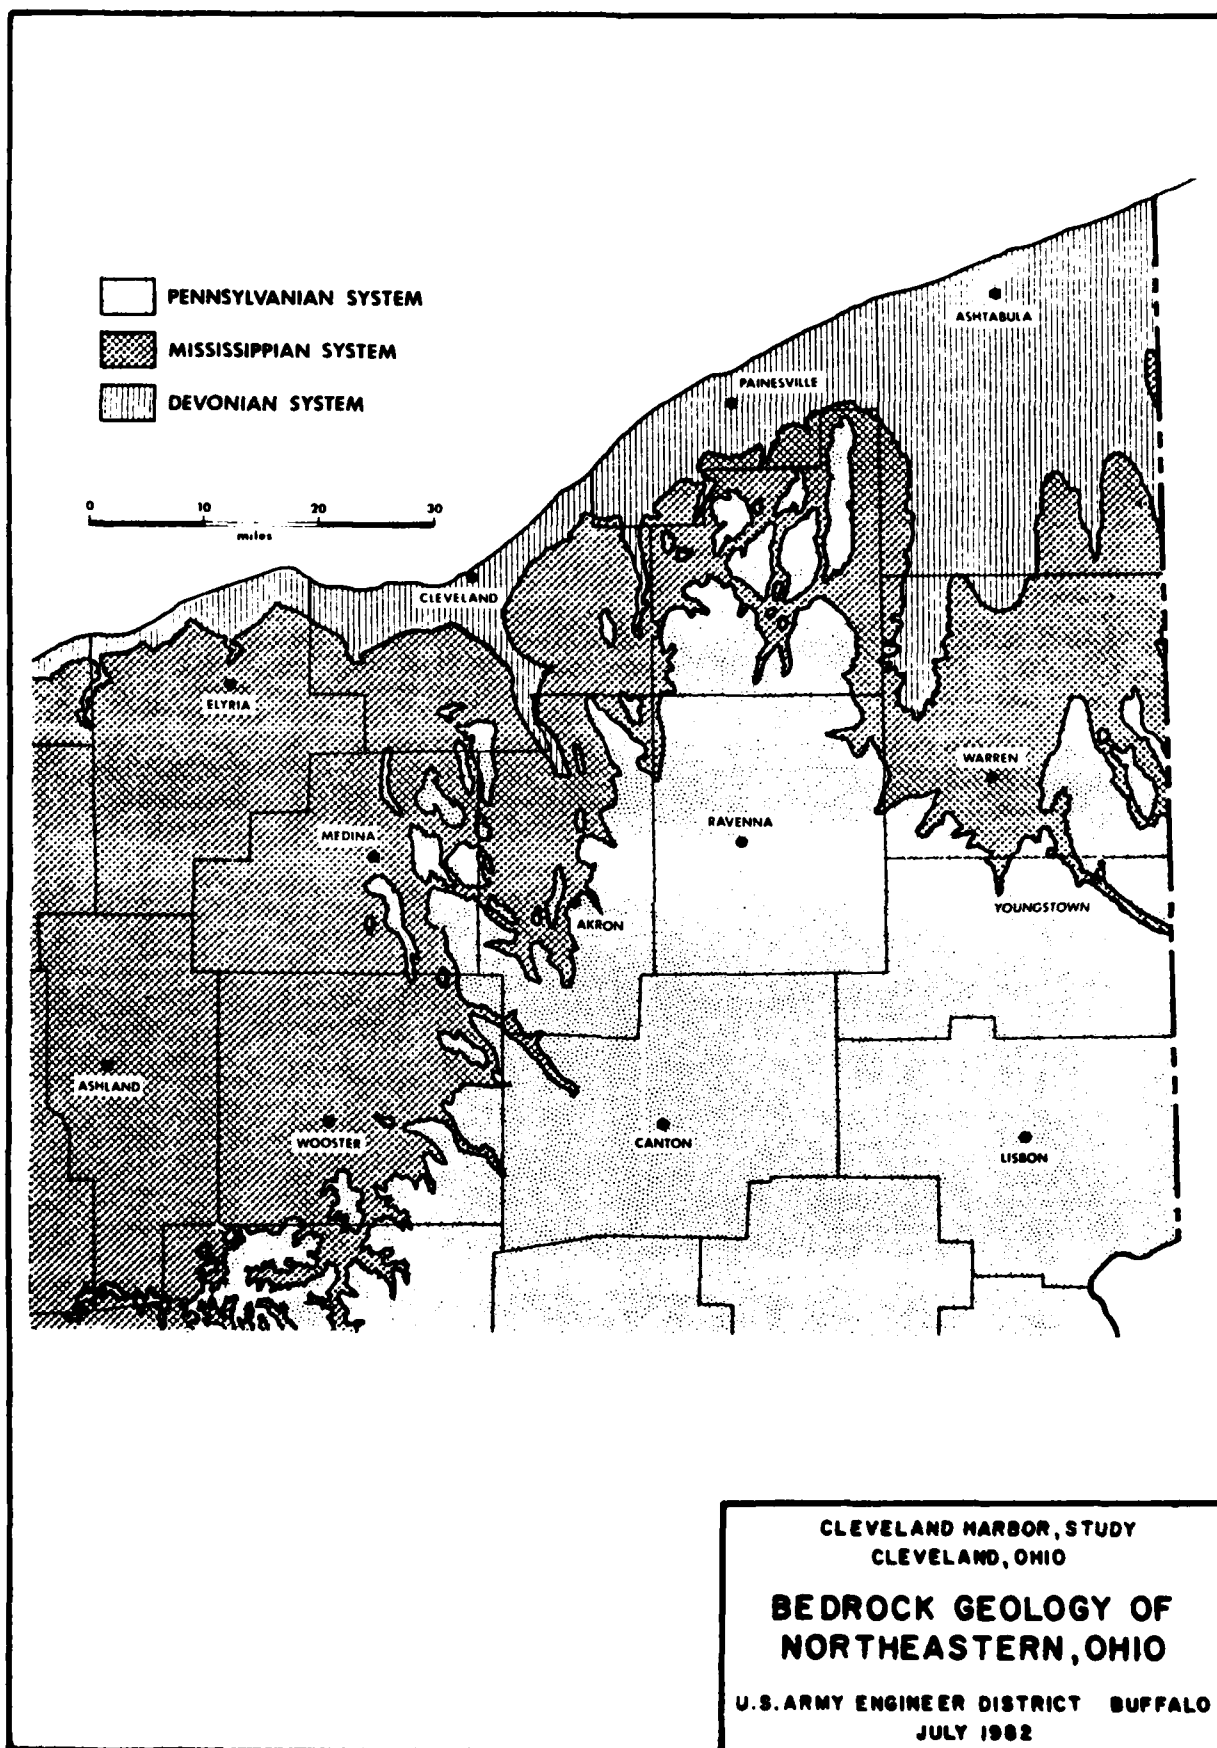 PENNSYLVANIAN SYSTEM
MISSISSIPPIAN SYSTEM
DEVONIAN SYSTEM
0 10 20 30
miles
ASHTABULA
PAINESVILLE
CLEVELAND
ELYRIA
WARREN
MEDINA
RAVENNA
AKRON
YOUNGSTOWN
ASHLAND
WOOSTER
CANTON
LISBON
CLEVELAND HARBOR, STUDY
CLEVELAND, OHIO
BEDROCK GEOLOGY OF
NORTHEASTERN, OHIO
U.S. ARMY ENGINEER DISTRICT BUFFALO
JULY 1982